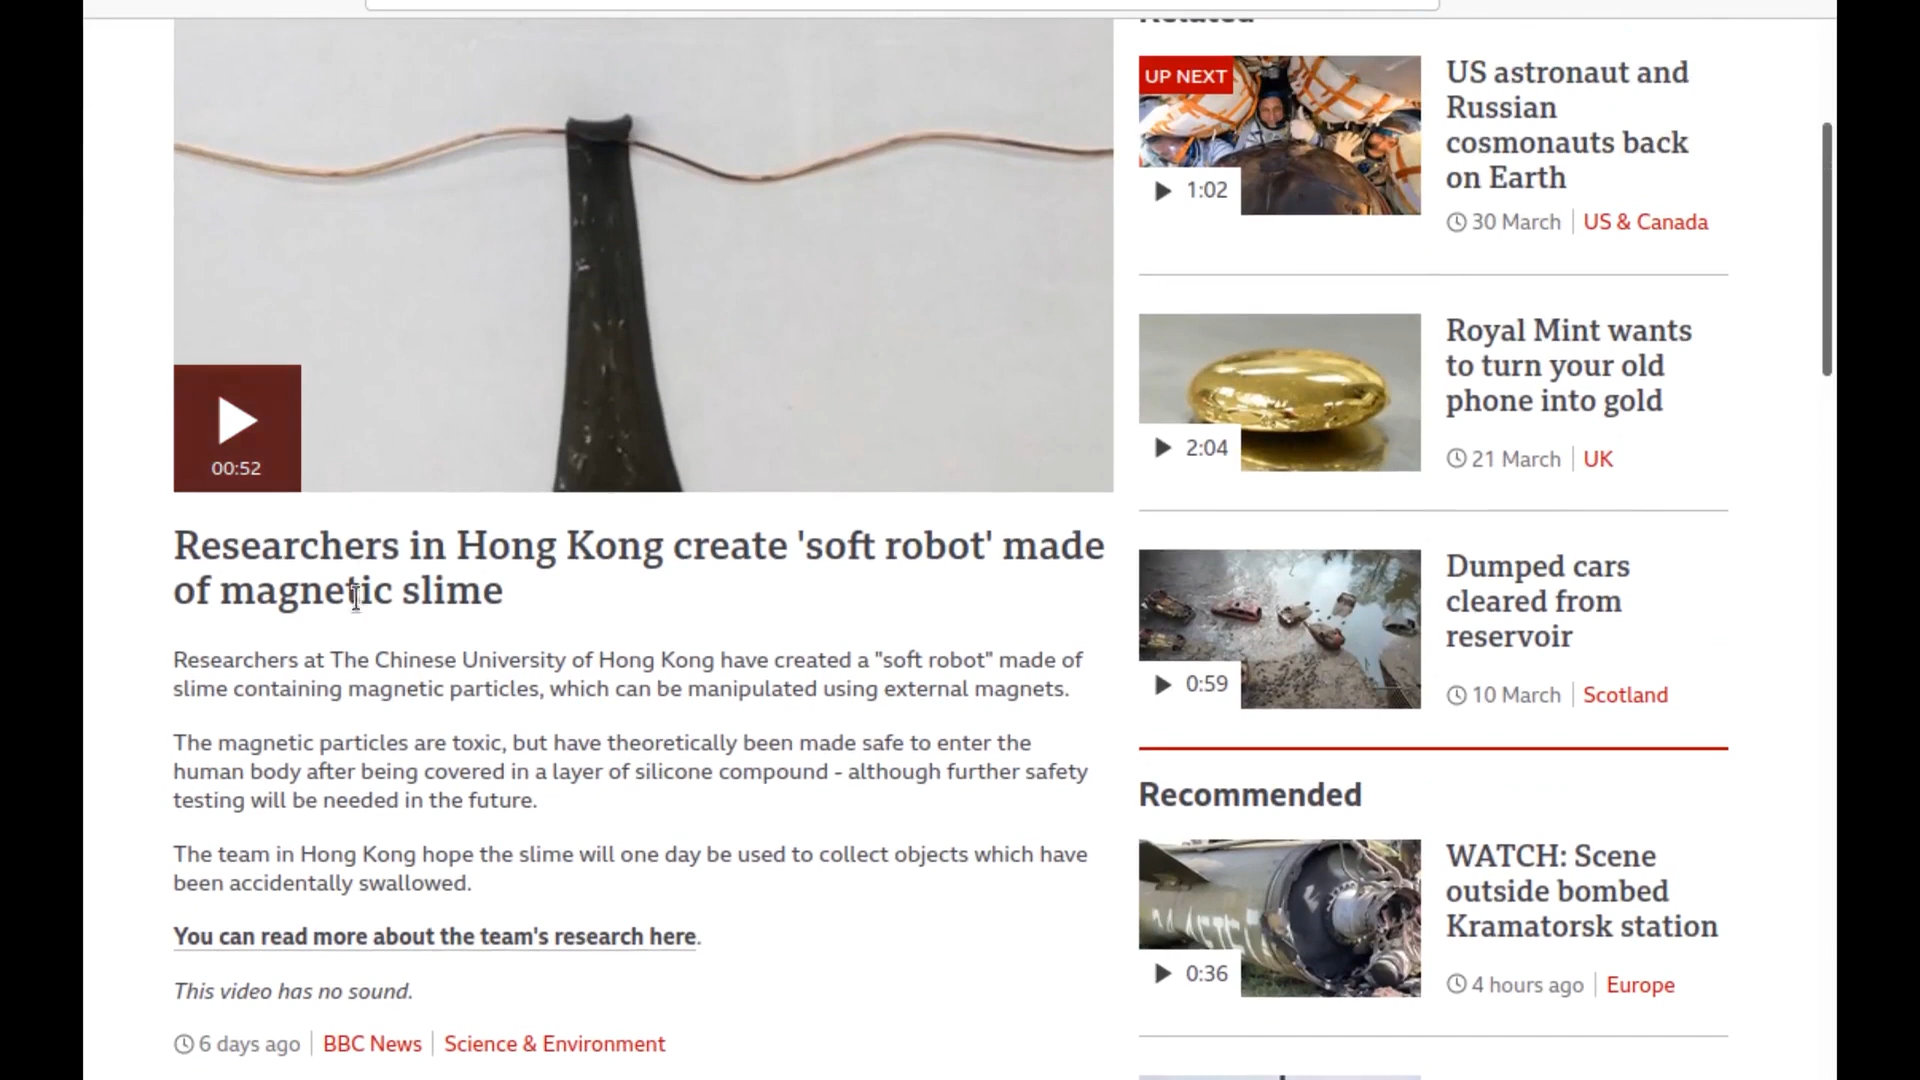 Related
UP NEXT
1:02
US astronaut and
Russian
cosmonauts back
on Earth
30 March
US & Canada
2:04
Royal Mint wants
to turn your old
phone into gold
21 March
UK
0:59
Dumped cars
cleared from
reservoir
10 March
Scotland
00:52
Researchers in Hong Kong create 'soft robot' made
of magnetic slime
Researchers at The Chinese University of Hong Kong have created a "soft robot" made of
slime containing magnetic particles, which can be manipulated using external magnets.
The magnetic particles are toxic, but have theoretically been made safe to enter the
human body after being covered in a layer of silicone compound - although further safety
testing will be needed in the future.
The team in Hong Kong hope the slime will one day be used to collect objects which have
been accidentally swallowed.
You can read more about the team's research here.
This video has no sound.
6 days ago
BBC News
Science & Environment
Recommended
0:36
WATCH: Scene
outside bombed
Kramatorsk station
4 hours ago
Europe